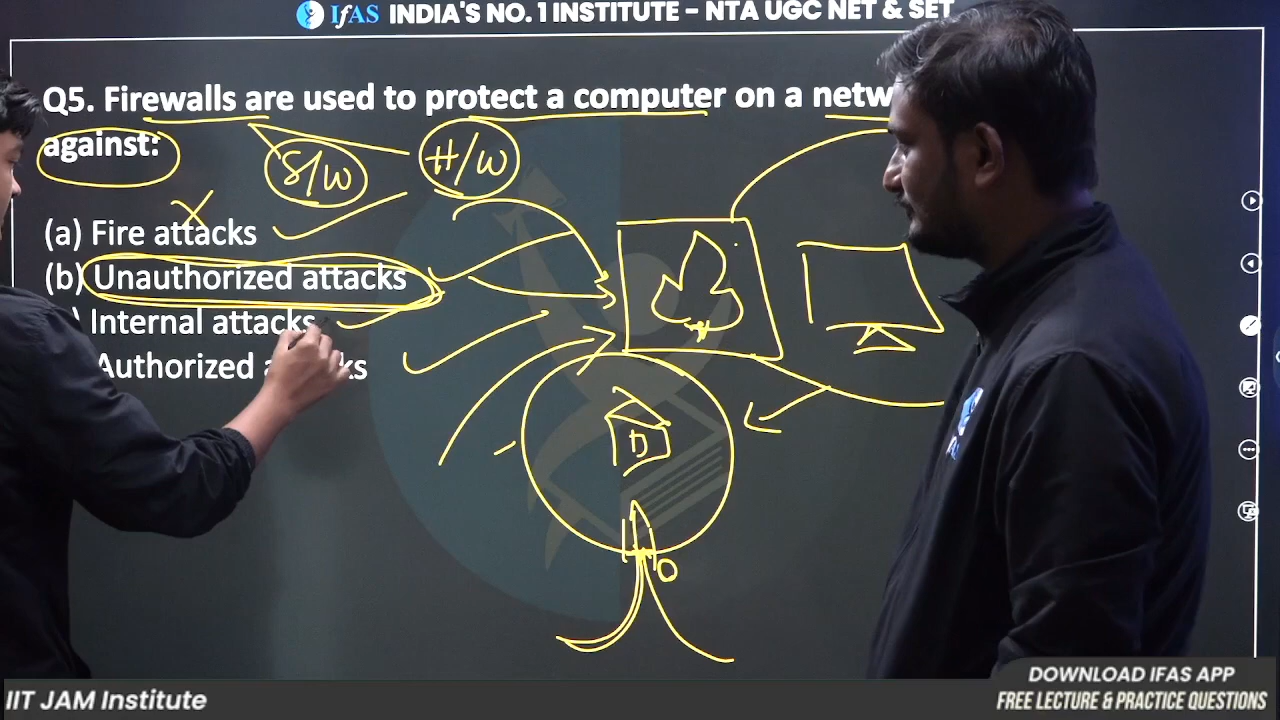 IfAS INDIA'S NO. 1 INSTITUTE – NTA UGC NET & SET
Q5. Firewalls are used to protect a computer on a netw
against:
S/W H/W
(a) Fire attacks
(b) Unauthorized attacks
) Internal attacks
Authorized a ks
D
O
DOWNLOAD IFAS APP
IIT JAM Institute
FREE LECTURE & PRACTICE QUESTIONS